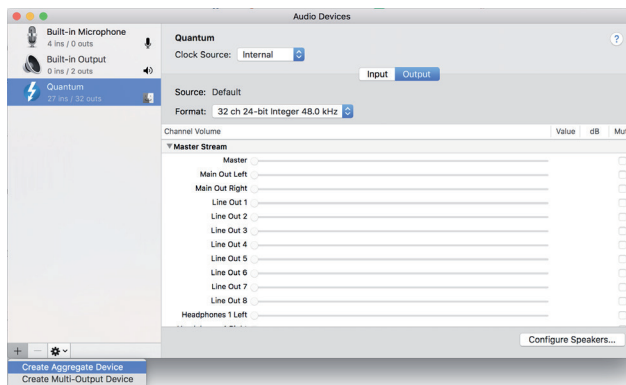 Audio Devices
Built-in Microphone
4 ins / 0 outs
Built-in Output
0 ins / 2 outs
Quantum
27 ins / 32 outs
Quantum
?
Clock Source: Internal
Input Output
Source: Default
Format: 32 ch 24-bit Integer 48.0 kHz
Channel Volume Value dB Mu
Master Stream
Master
Main Out Left
Main Out Right
Line Out 1
Line Out 2
Line Out 3
Line Out 4
Line Out 5
Line Out 6
Line Out 7
Line Out 8
Headphones 1 Left
Configure Speakers...
Create Aggregate Device
Create Multi-Output Device